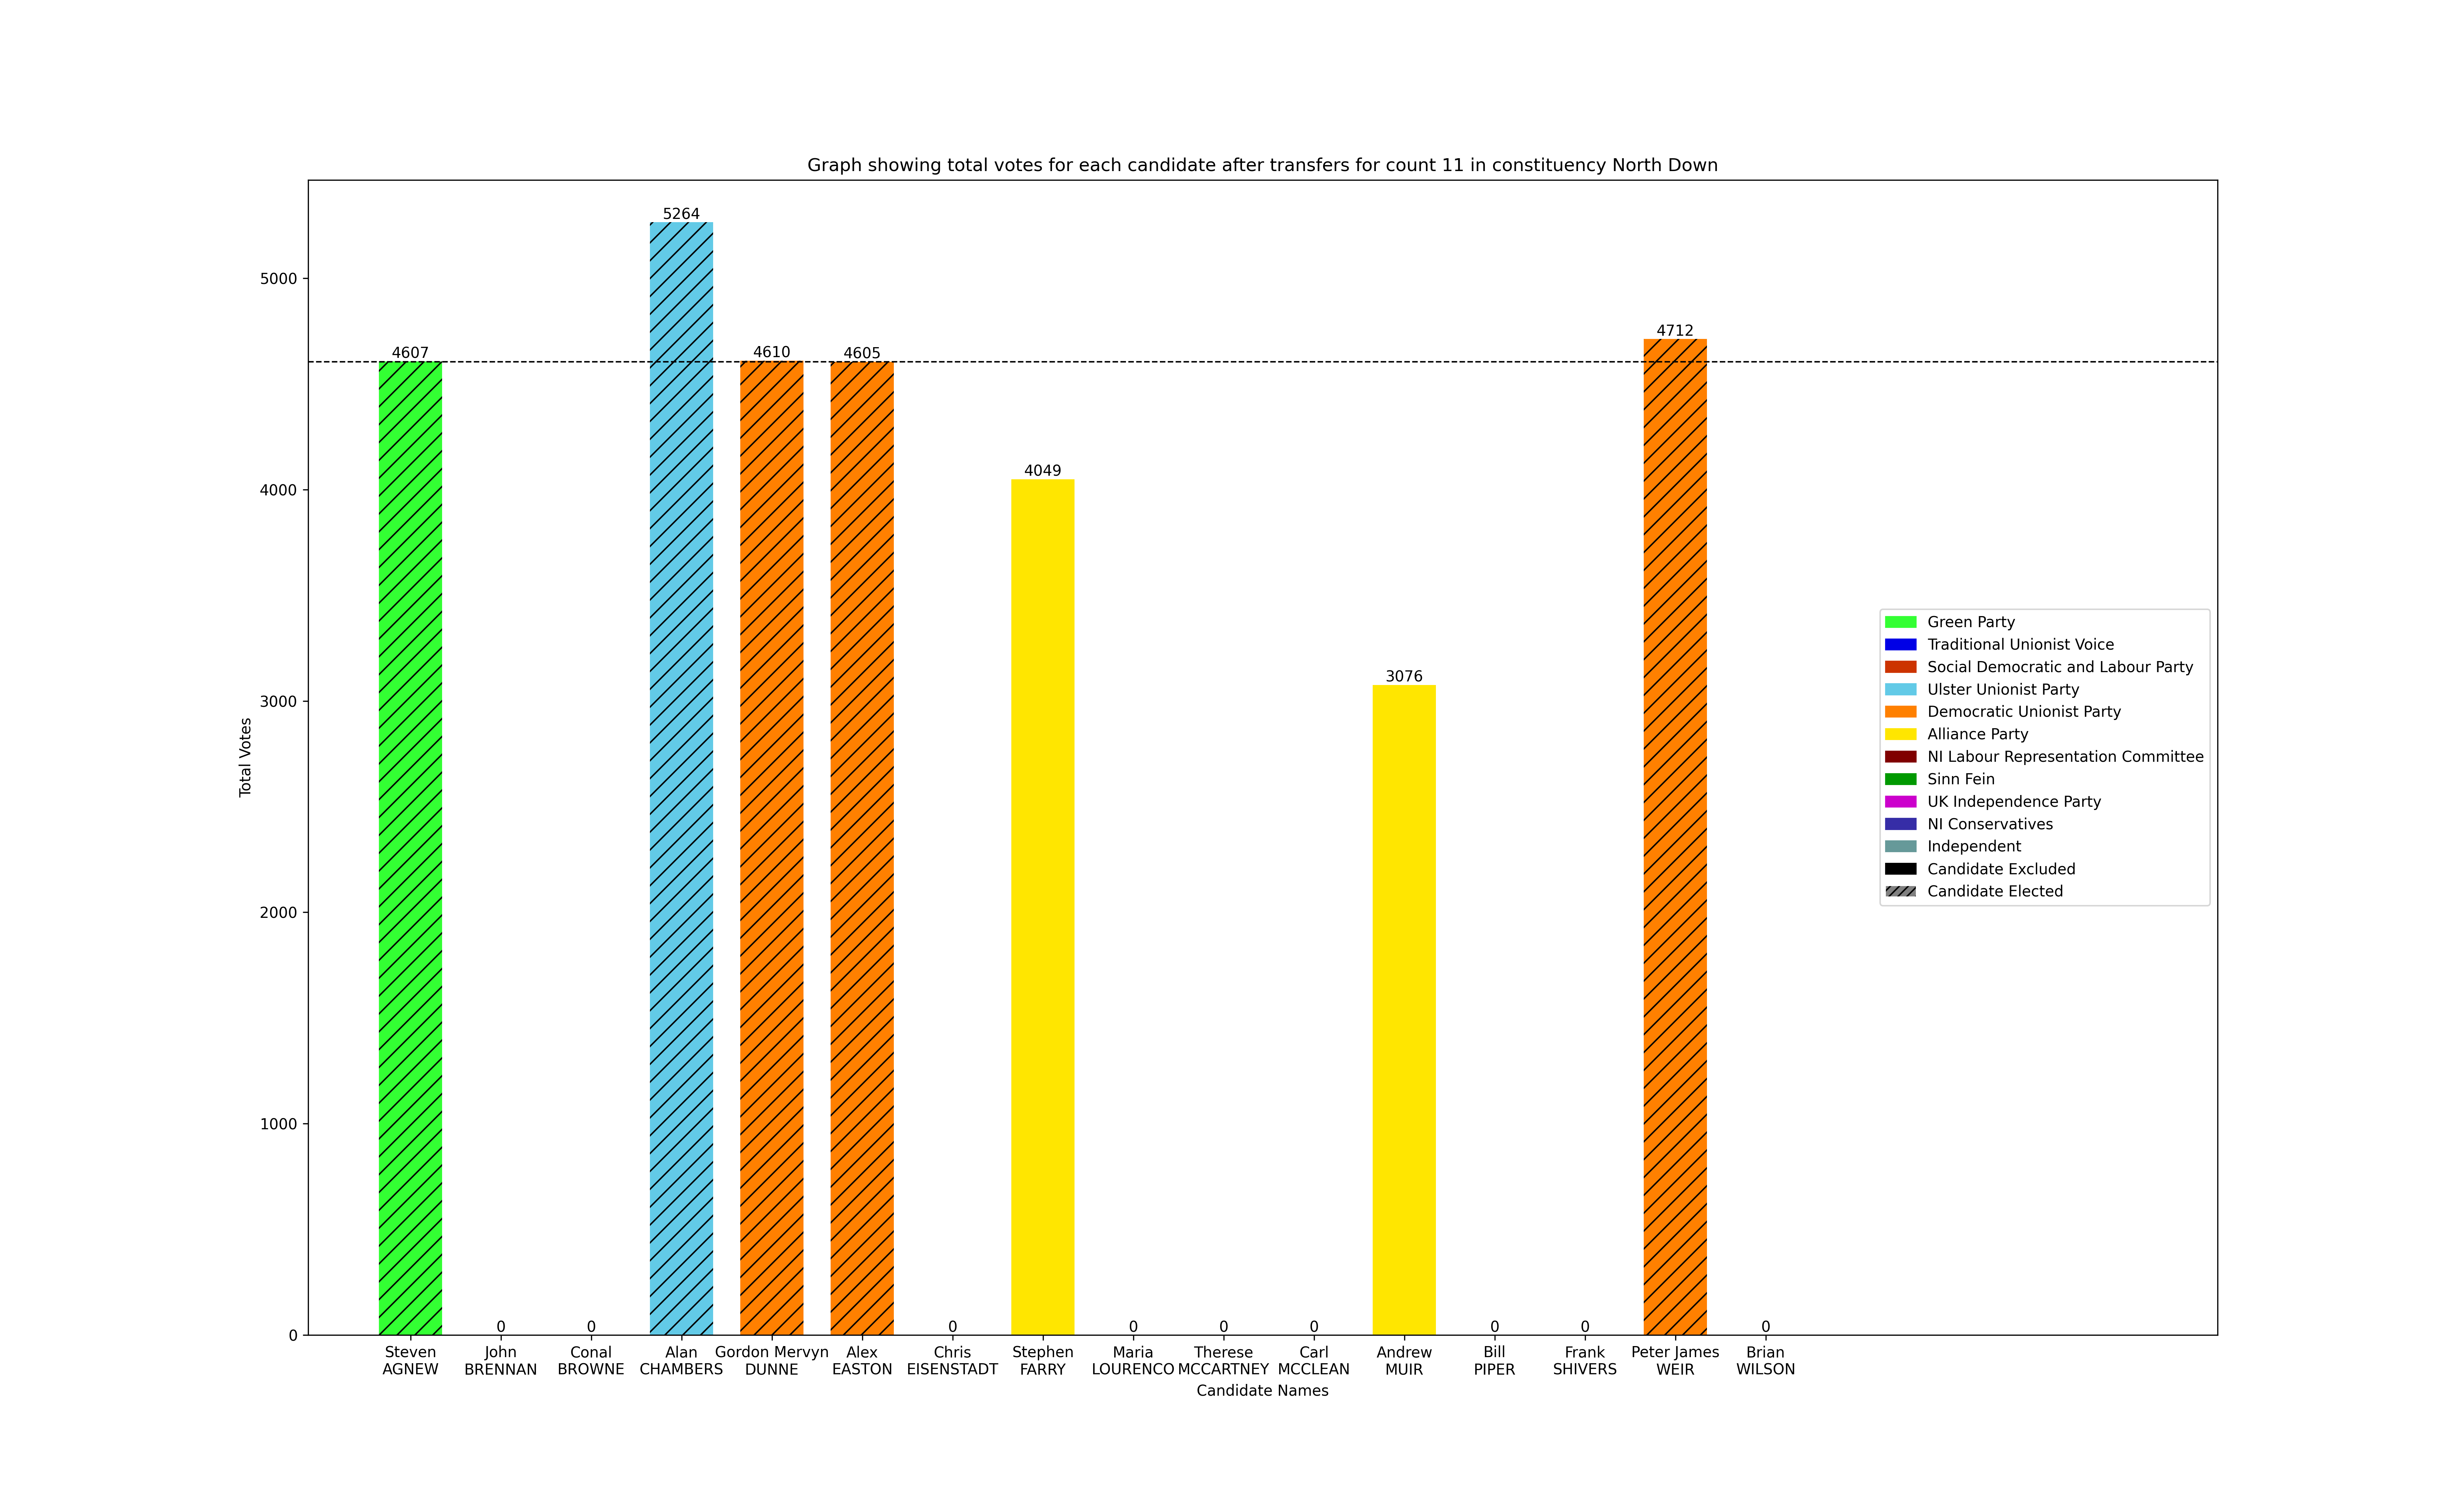 Graph showing total votes for each candidate after transfers for count 11 in constituency North Down
Total Votes
5000
4000
3000
2000
1000
0
4607
0
0
5264
4610
4605
0
4049
0
0
0
3076
0
0
4712
0
Steven
AGNEW
John
BRENNAN
Conal
BROWNE
Alan
CHAMBERS
Gordon Mervyn
DUNNE
Alex
EASTON
Chris
EISENSTADT
Stephen
FARRY
Maria
LOURENCO
Therese
MCCARTNEY
Carl
MCCLEAN
Andrew
MUIR
Bill
PIPER
Frank
SHIVERS
Peter James
WEIR
Brian
WILSON
Candidate Names
Green Party
Traditional Unionist Voice
Social Democratic and Labour Party
Ulster Unionist Party
Democratic Unionist Party
Alliance Party
NI Labour Representation Committee
Sinn Fein
UK Independence Party
NI Conservatives
Independent
Candidate Excluded
Candidate Elected